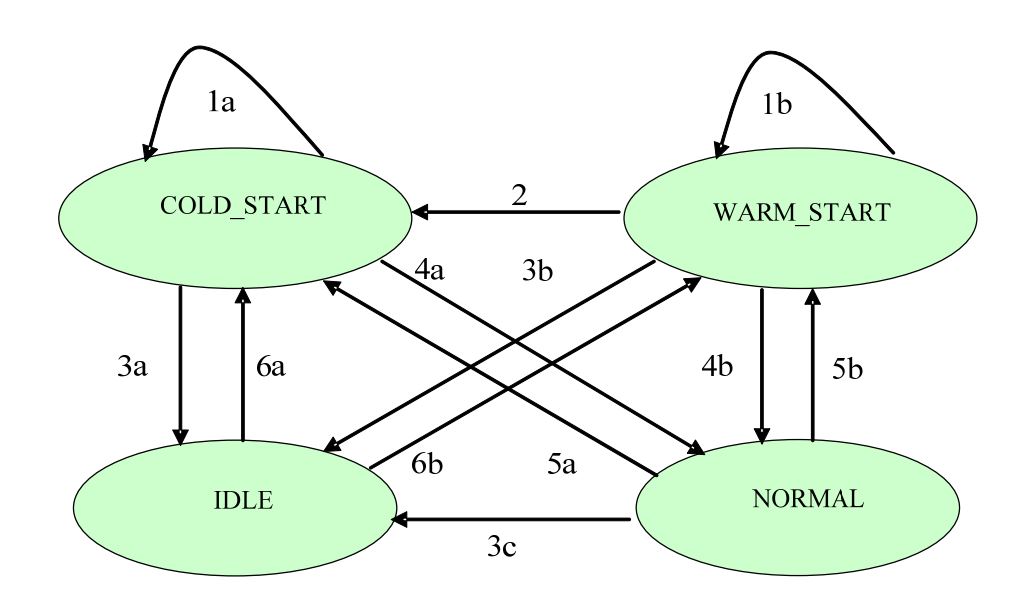 1a
1b
COLD_START
2
WARM_START
4a
3b
3a
6a
4b
5b
6b
5a
IDLE
NORMAL
3c